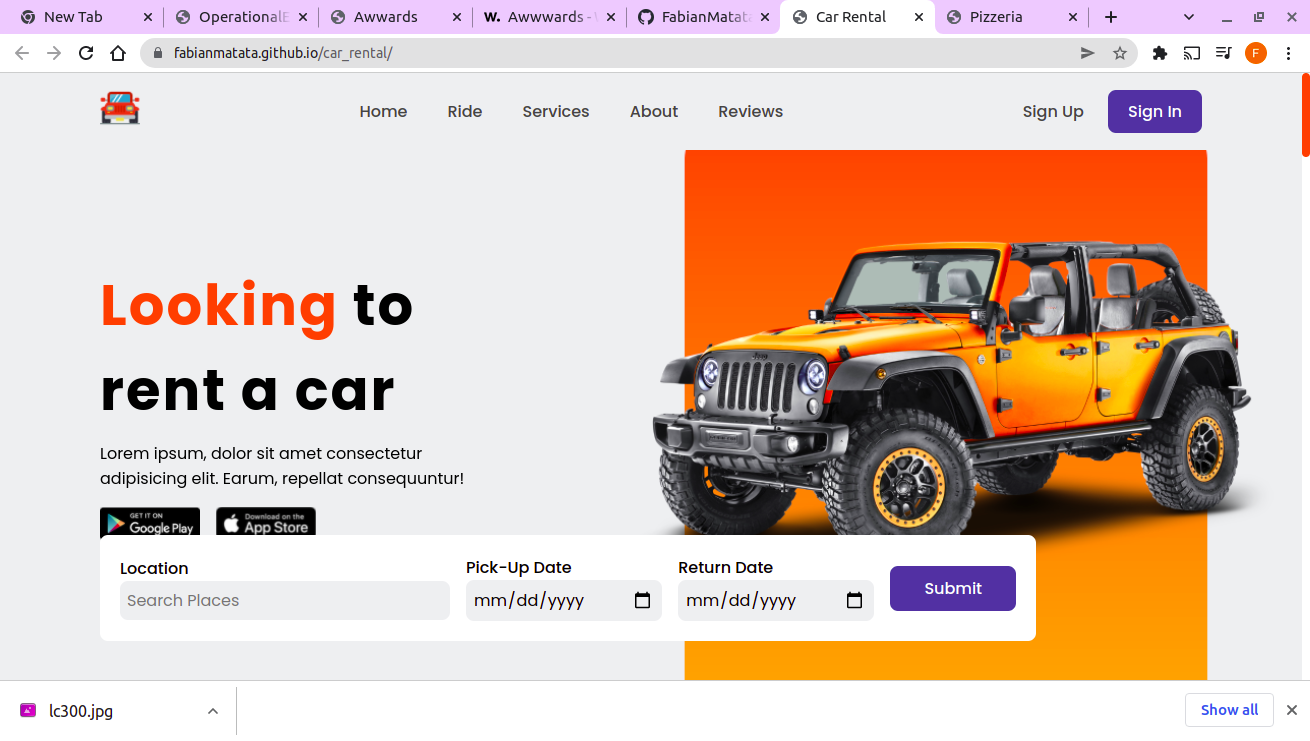 New Tab
OperationalE
Awwards
W. Awwwards -
FabianMatata
Car Rental
Pizzeria
fabianmatata.github.io/car_rental/
F
Home
Ride
Services
About
Reviews
Sign Up
Sign In
Looking to
rent a car
Lorem ipsum, dolor sit amet consectetur
adipisicing elit. Earum, repellat consequuntur!
GET IT ON
Google Play
Download on the
App Store
Location
Search Places
Pick-Up Date
mm/dd/yyyy
Return Date
mm/dd/yyyy
Submit
Jeep
lc300.jpg
Show all